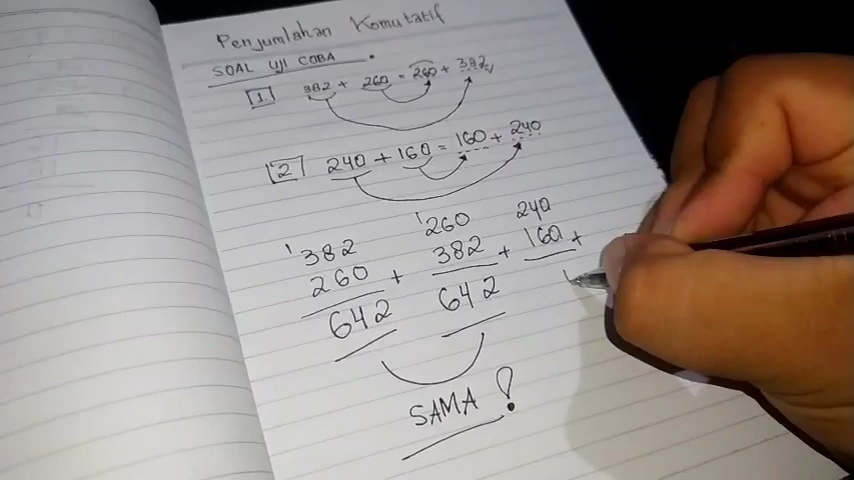 Penjumlahan Komutatif
SOAL UJI COBA
1. 382 + 260 = 260 + 382
2 240 + 160 = 160 + 240
1 382
260 +
642
1 260
382 +
642
240
160 +
SAMA !